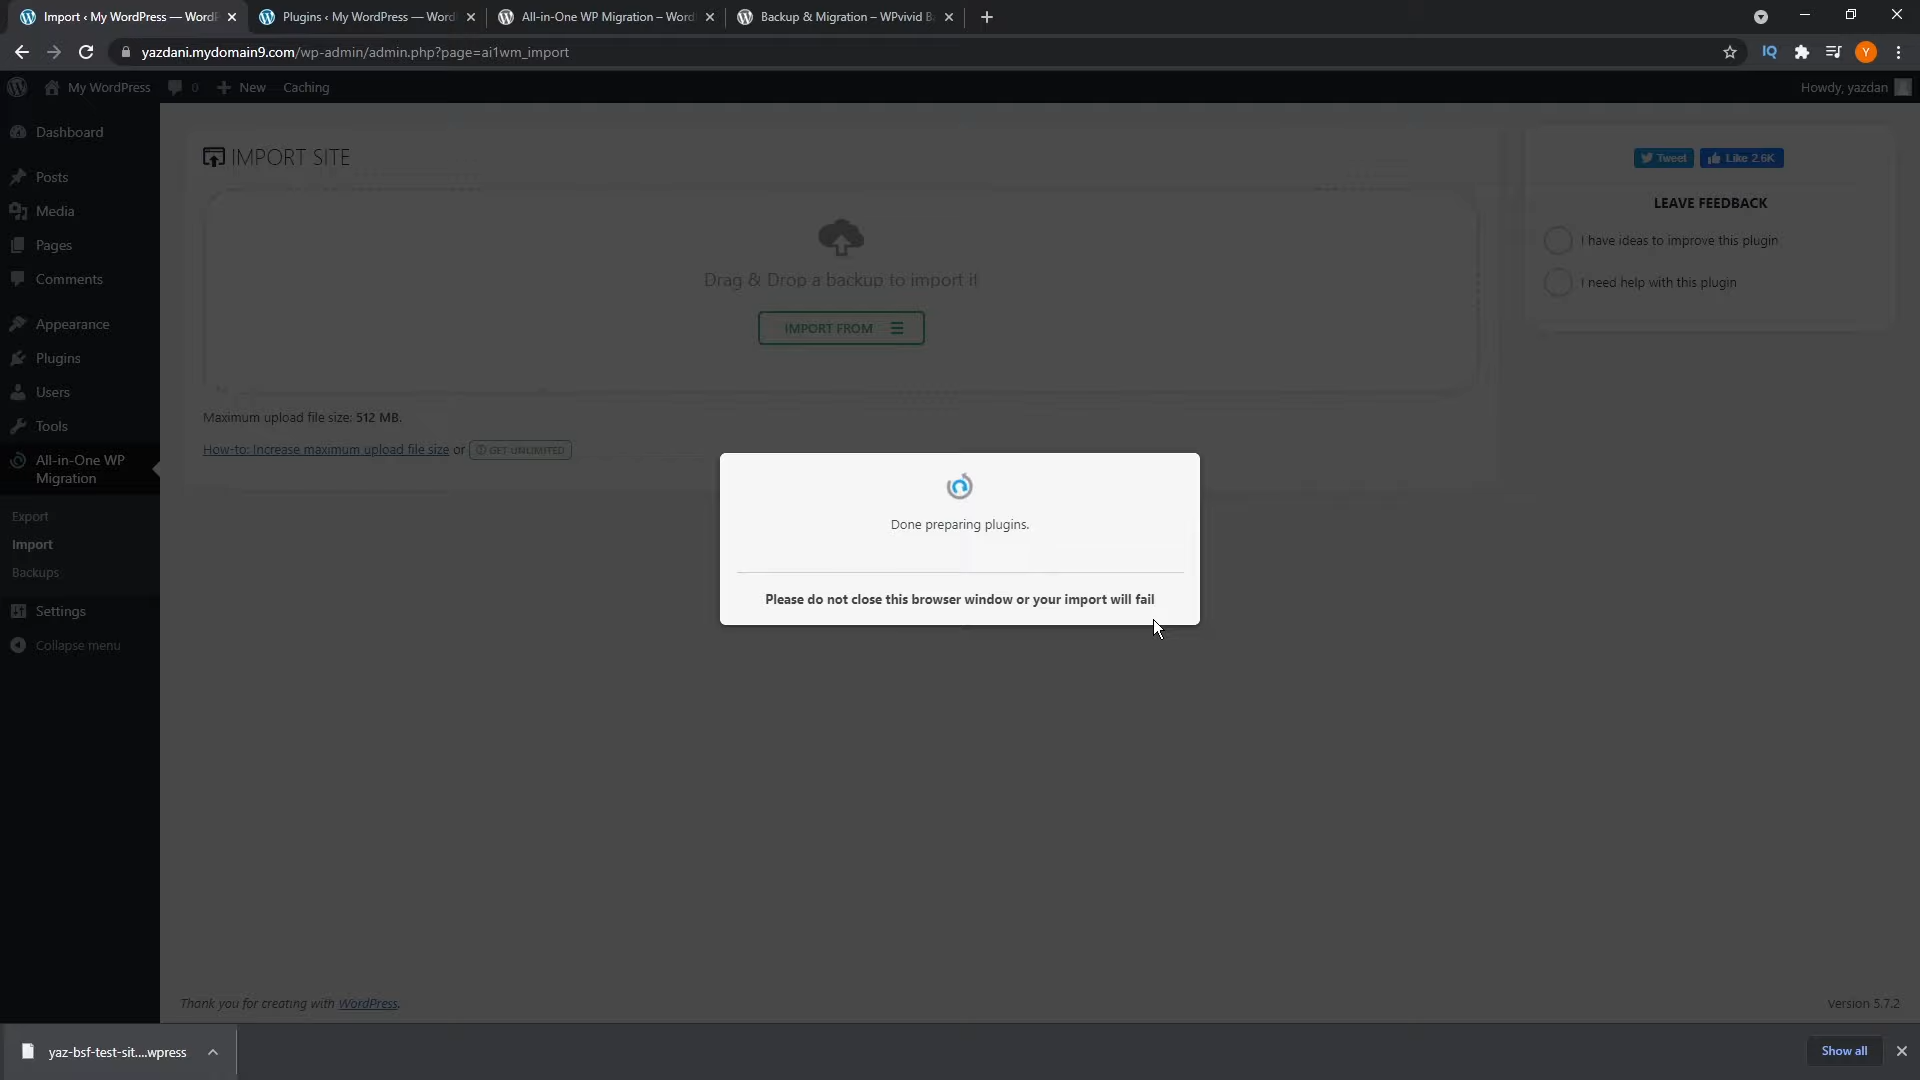 Import ‹ My WordPress — Word
Plugins ‹ My WordPress — Word
All-in-One WP Migration – Word
Backup & Migration – WPvivid B
yazdani.mydomain9.com/wp-admin/admin.php?page=ai1wm_import
IQ
Y
My WordPress
0
New
Caching
Howdy, yazdan
Dashboard
Posts
Media
Pages
Comments
Appearance
Plugins
Users
Tools
All-in-One WP
Migration
Export
Import
Backups
Settings
Collapse menu
IMPORT SITE
Drag & Drop a backup to import it
IMPORT FROM
Maximum upload file size: 512 MB.
How-to: Increase maximum upload file size or GET UNLIMITED
Tweet
Like 2.6K
LEAVE FEEDBACK
I have ideas to improve this plugin
I need help with this plugin
Done preparing plugins.
Please do not close this browser window or your import will fail
Thank you for creating with WordPress.
Version 5.7.2
yaz-bsf-test-sit....wpress
Show all